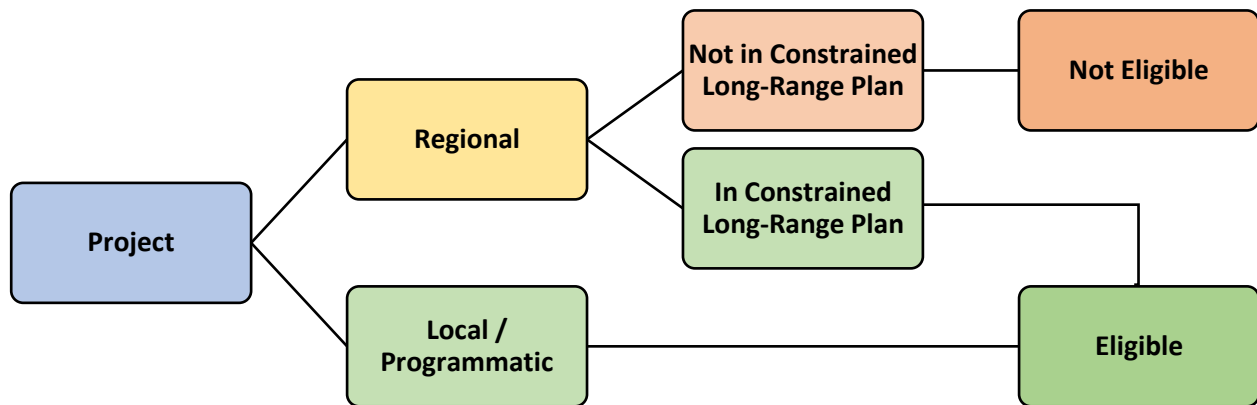 Project
Regional
Local /
Programmatic
Not in Constrained
Long-Range Plan
In Constrained
Long-Range Plan
Not Eligible
Eligible